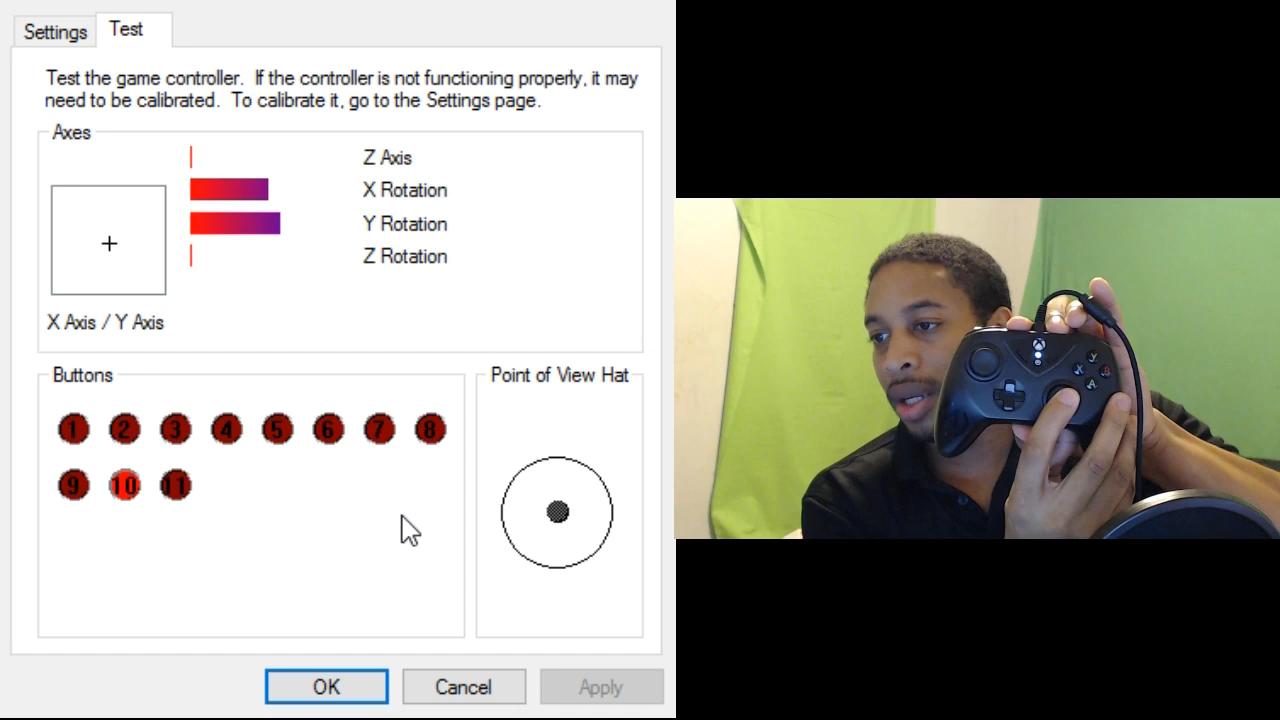 Settings
Test
Test the game controller. If the controller is not functioning properly, it may
need to be calibrated. To calibrate it, go to the Settings page.
Axes
Z Axis
X Rotation
Y Rotation
Z Rotation
X Axis / Y Axis
Buttons
1 2 3 4 5 6 7 8
9 10 11
Point of View Hat
OK
Cancel
Apply
Y
X
B
A